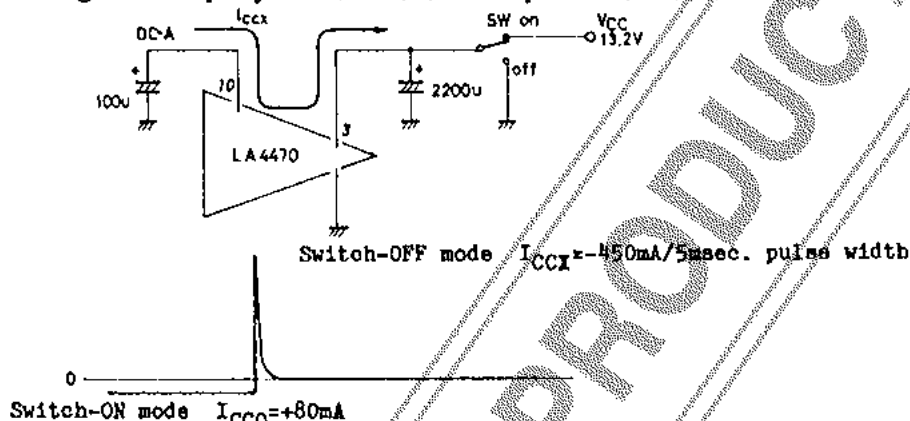 Iccx
DC-A
SW on
Vcc
13.2V
off
+
100u
10
+
2200u
3
LA4470
Switch-OFF mode ICCX=-450mA/5msec. pulse width
0
Switch-ON mode ICCO=+80mA
PRODUC